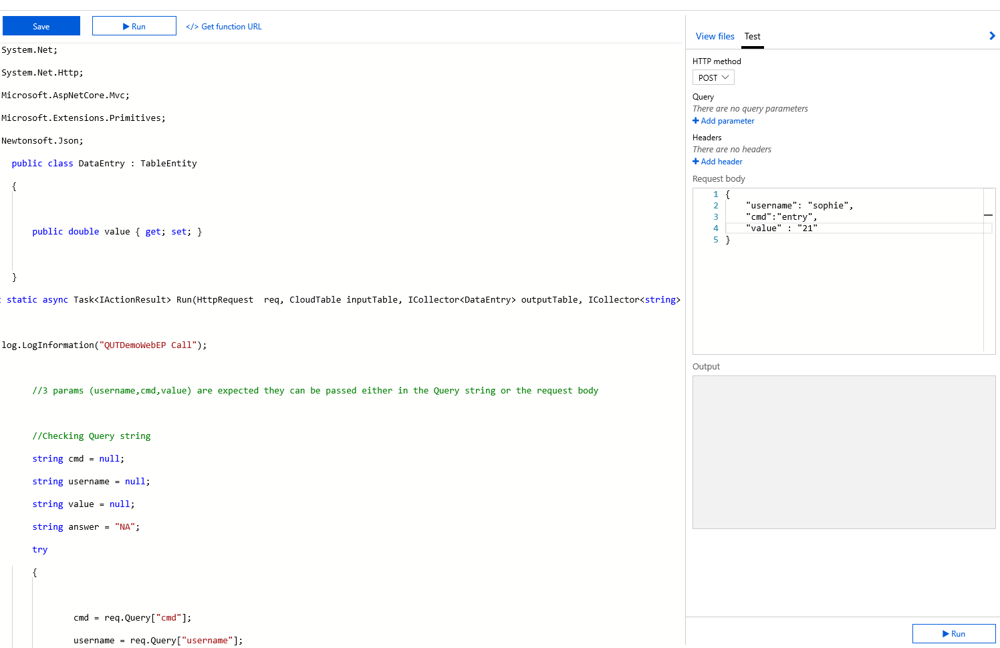 Save
Run
</> Get function URL
System.Net;
System.Net.Http;
Microsoft.AspNetCore.Mvc;
Microsoft.Extensions.Primitives;
Newtonsoft.Json;
public class DataEntry : TableEntity
{
public double value { get; set; }
}
static async Task<IActionResult> Run(HttpRequest  req, CloudTable inputTable, ICollector<DataEntry> outputTable, ICollector<string>
log.LogInformation("QUTDemoWebEP Call");
//3 params (username,cmd,value) are expected they can be passed either in the Query string or the request body
//Checking Query string
string cmd = null;
string username = null;
string value = null;
string answer = "NA";
try
{
cmd = req.Query["cmd"];
username = req.Query["username"];
View files
Test
HTTP method
POST
Query
There are no query parameters
Add parameter
Headers
There are no headers
Add header
Request body
1 {
2 "username": "sophie",
3 "cmd":"entry",
4 "value" : "21"
5 }
Output
Run